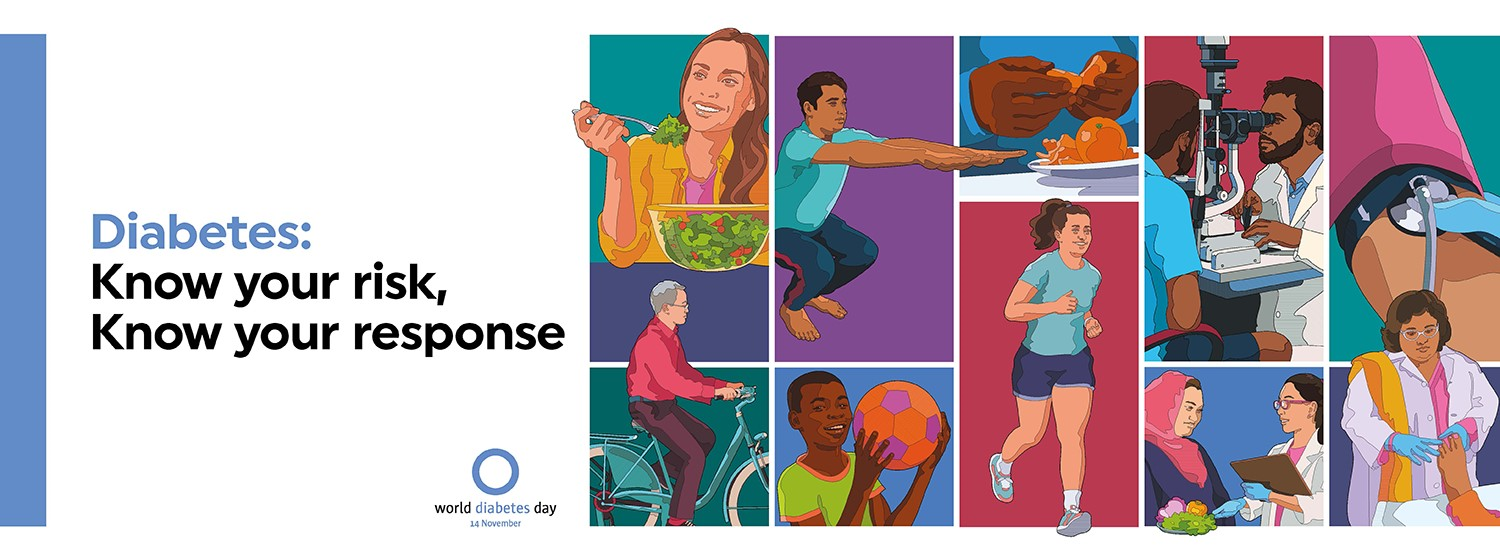 Diabetes:
Know your risk,
Know your response
world diabetes day
14 November